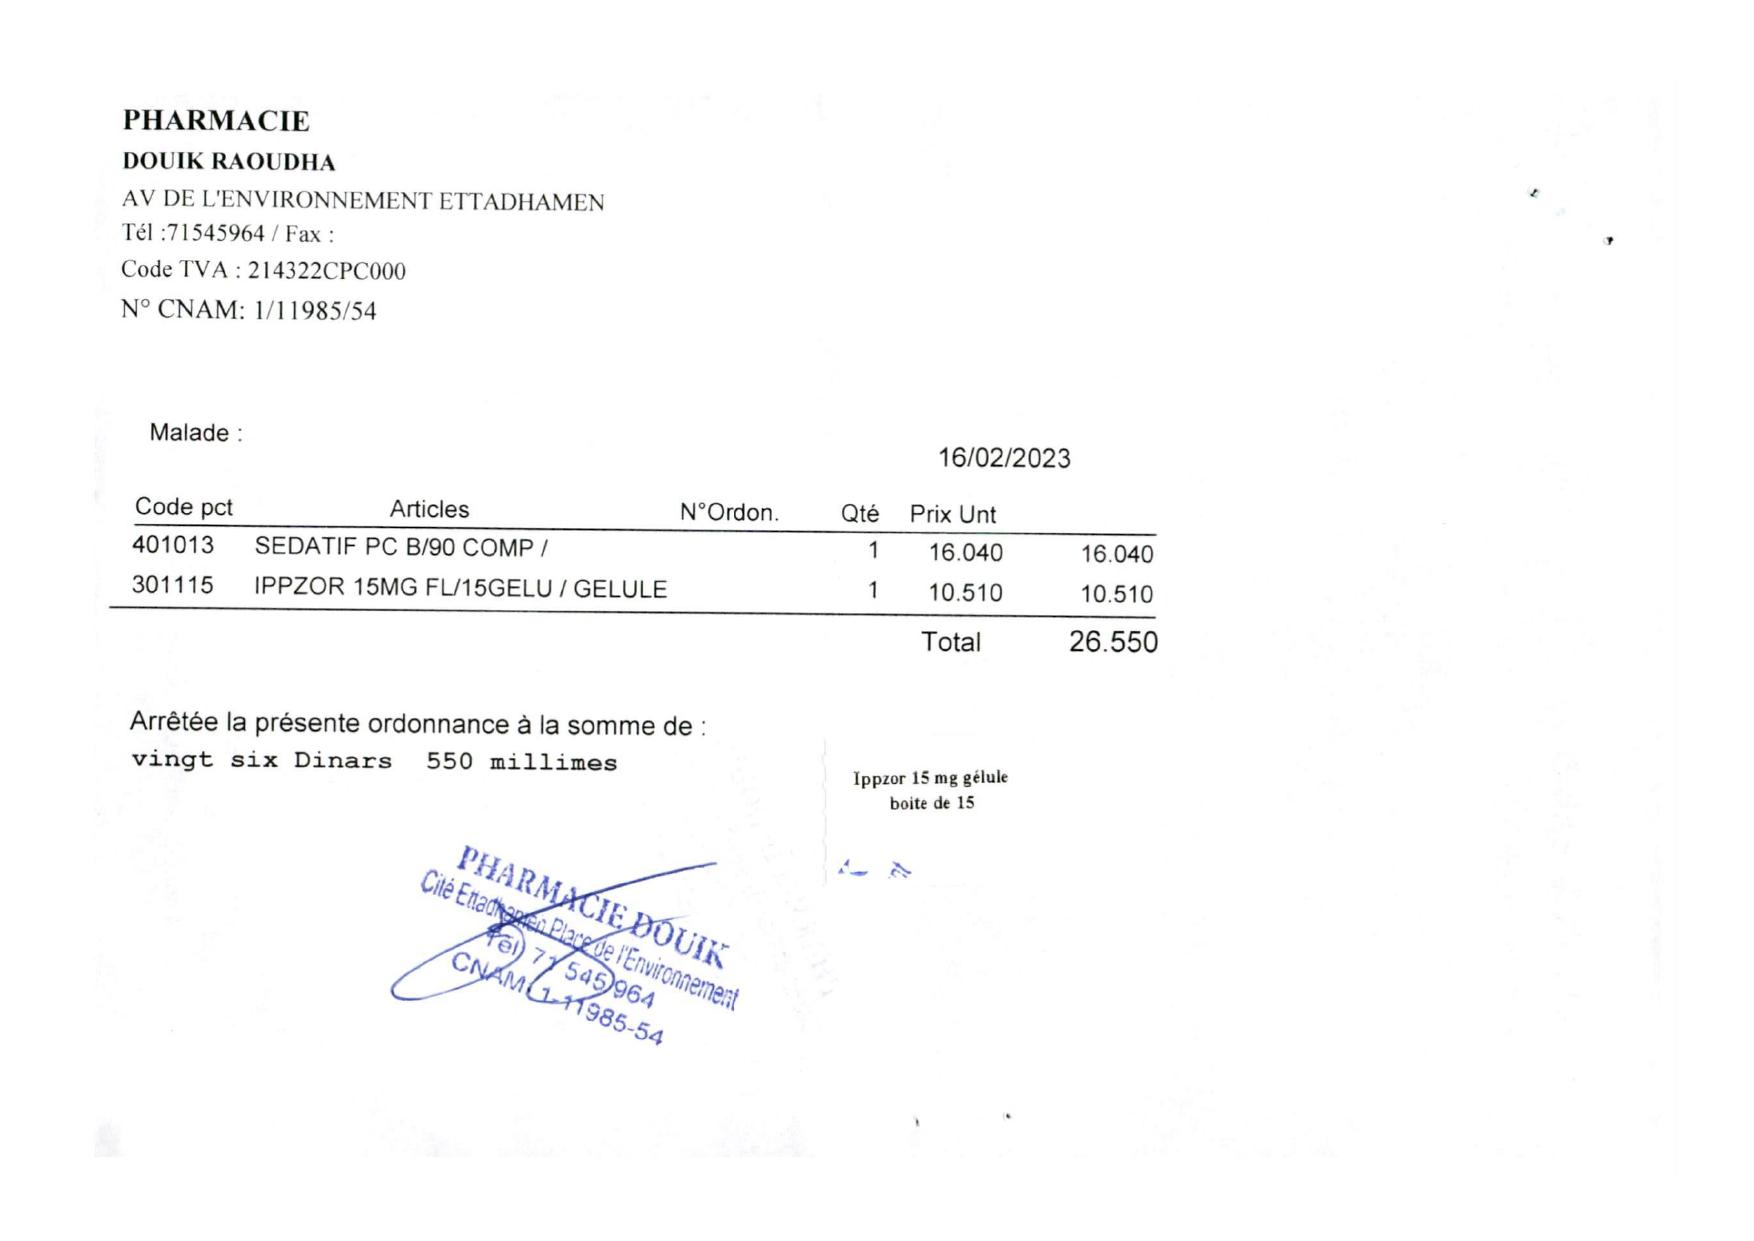 PHARMACIE
DOUIK RAOUDHA
AV DE L'ENVIRONNEMENT ETTADHAMEN
Tél :71545964 / Fax :
Code TVA : 214322CPC000
N° CNAM: 1/11985/54
Malade :
16/02/2023
Code pct Articles N°Ordon. Qté Prix Unt
401013 SEDATIF PC B/90 COMP / 1 16.040 16.040
301115 IPPZOR 15MG FL/15GELU / GELULE 1 10.510 10.510
Total 26.550
Arrêtée la présente ordonnance à la somme de :
vingt six Dinars 550 millimes
Ippzor 15 mg gélule
boite de 15
PHARMACIE DOUIK
Cité Ettadhamen Place de l'Environnement
Tél) 71 545 964
CNAM: 1-11985-54